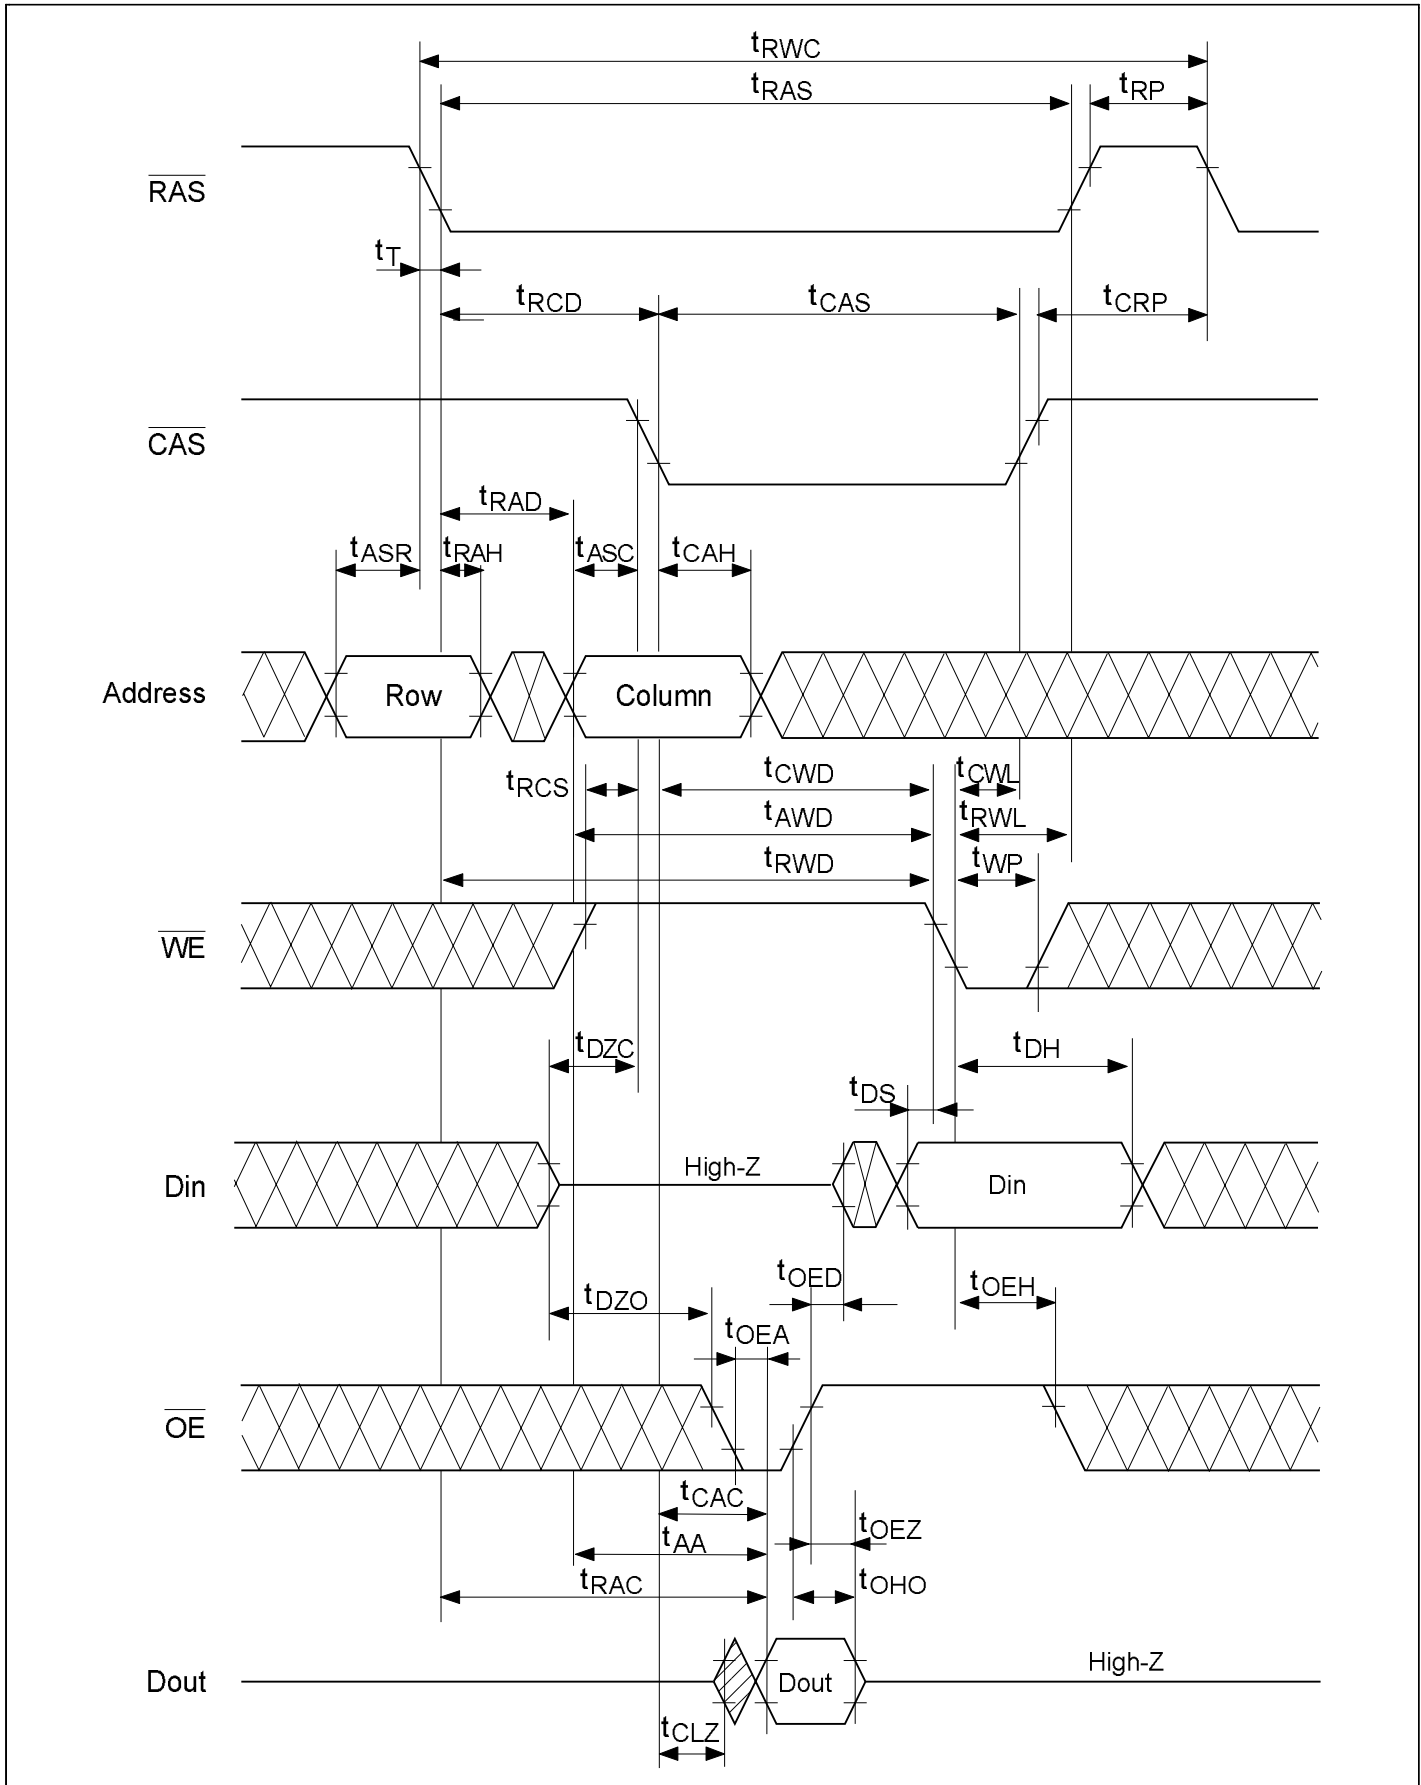 tRWC
tRAS
tRP
RAS
tT
tRCD
tCAS
tCRP
CAS
tRAD
tASR
tRAH
tASC
tCAH
Address
Row
Column
tRCS
tCWD
tCWL
tAWD
tRWL
tRWD
tWP
WE
tDZC
tDH
tDS
Din
High-Z
Din
tOED
tOEH
tDZO
tOEA
OE
tCAC
tOEZ
tAA
tRAC
tOHO
Dout
Dout
High-Z
tCLZ